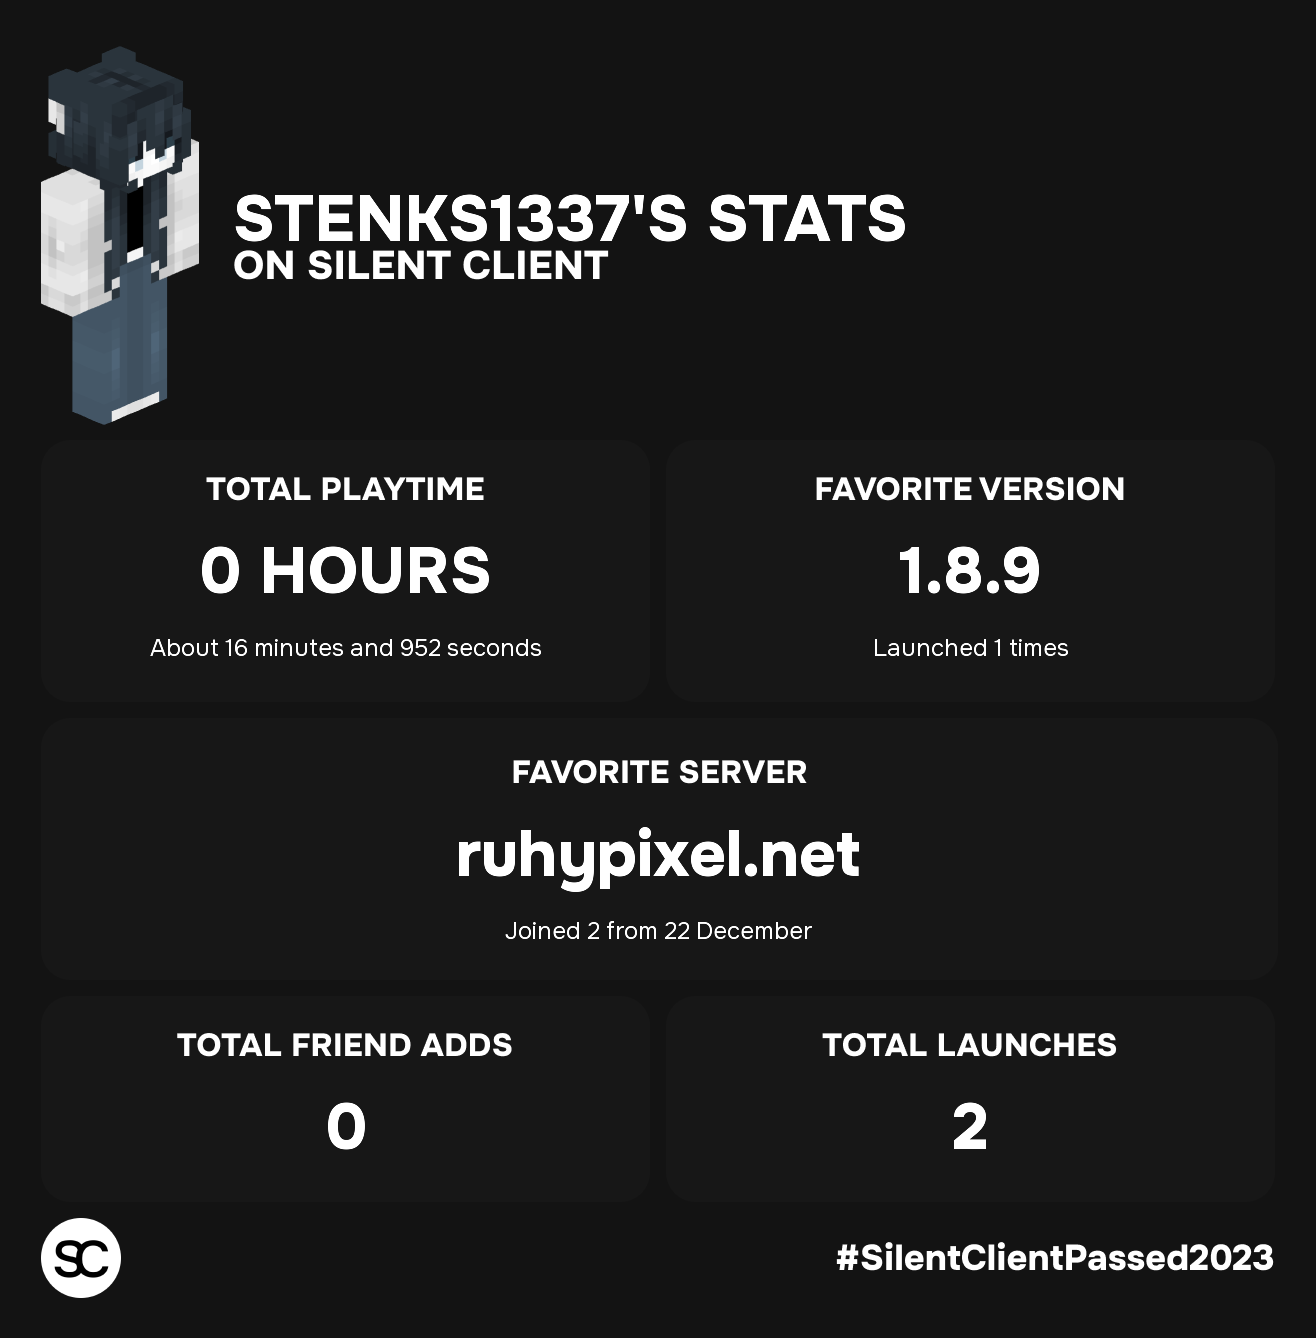 STENKS1337'S STATS
ON SILENT CLIENT
TOTAL PLAYTIME
0 HOURS
About 16 minutes and 952 seconds
FAVORITE VERSION
1.8.9
Launched 1 times
FAVORITE SERVER
ruhypixel.net
Joined 2 from 22 December
TOTAL FRIEND ADDS
0
TOTAL LAUNCHES
2
SC
#SilentClientPassed2023